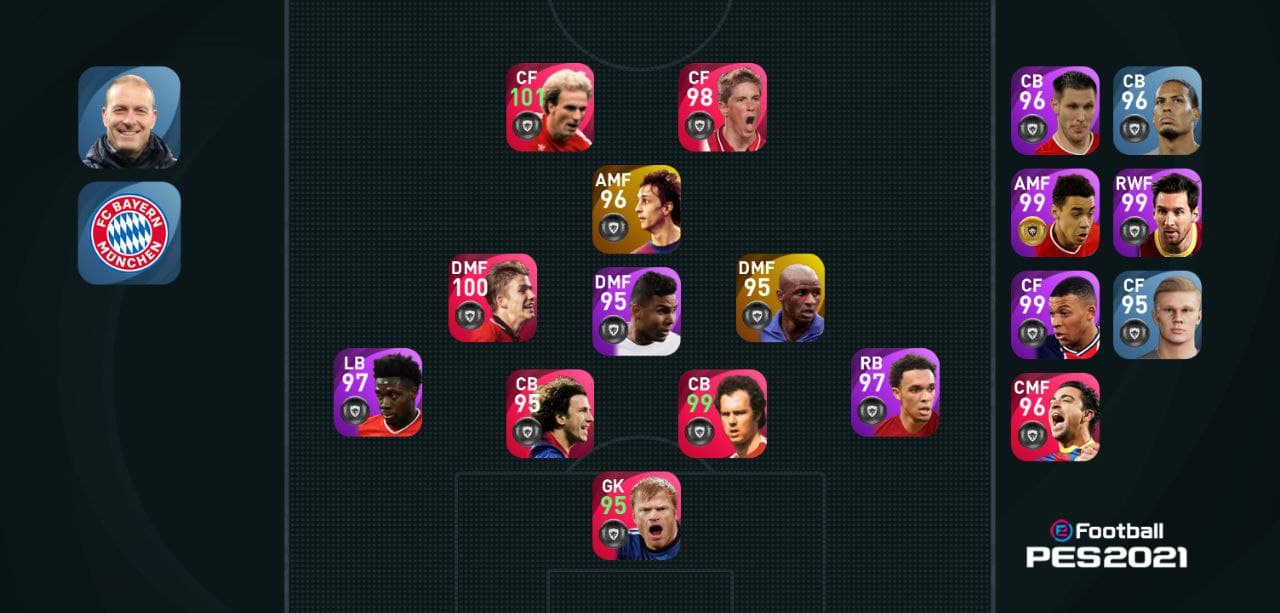 FC BAYERN
MÜNCHEN
CF
101
CF
98
AMF
96
DMF
100
DMF
95
DMF
95
LB
97
CB
95
CB
99
RB
97
GK
95
CB
96
CB
96
AMF
99
RWF
99
CF
99
CF
95
CMF
96
eFootball
PES2021